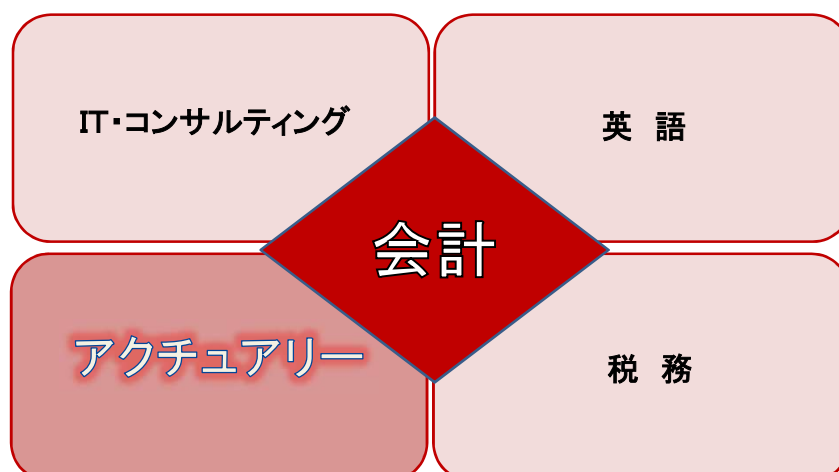 IT・コンサルティング
英　語
会計
アクチュアリー
税　務